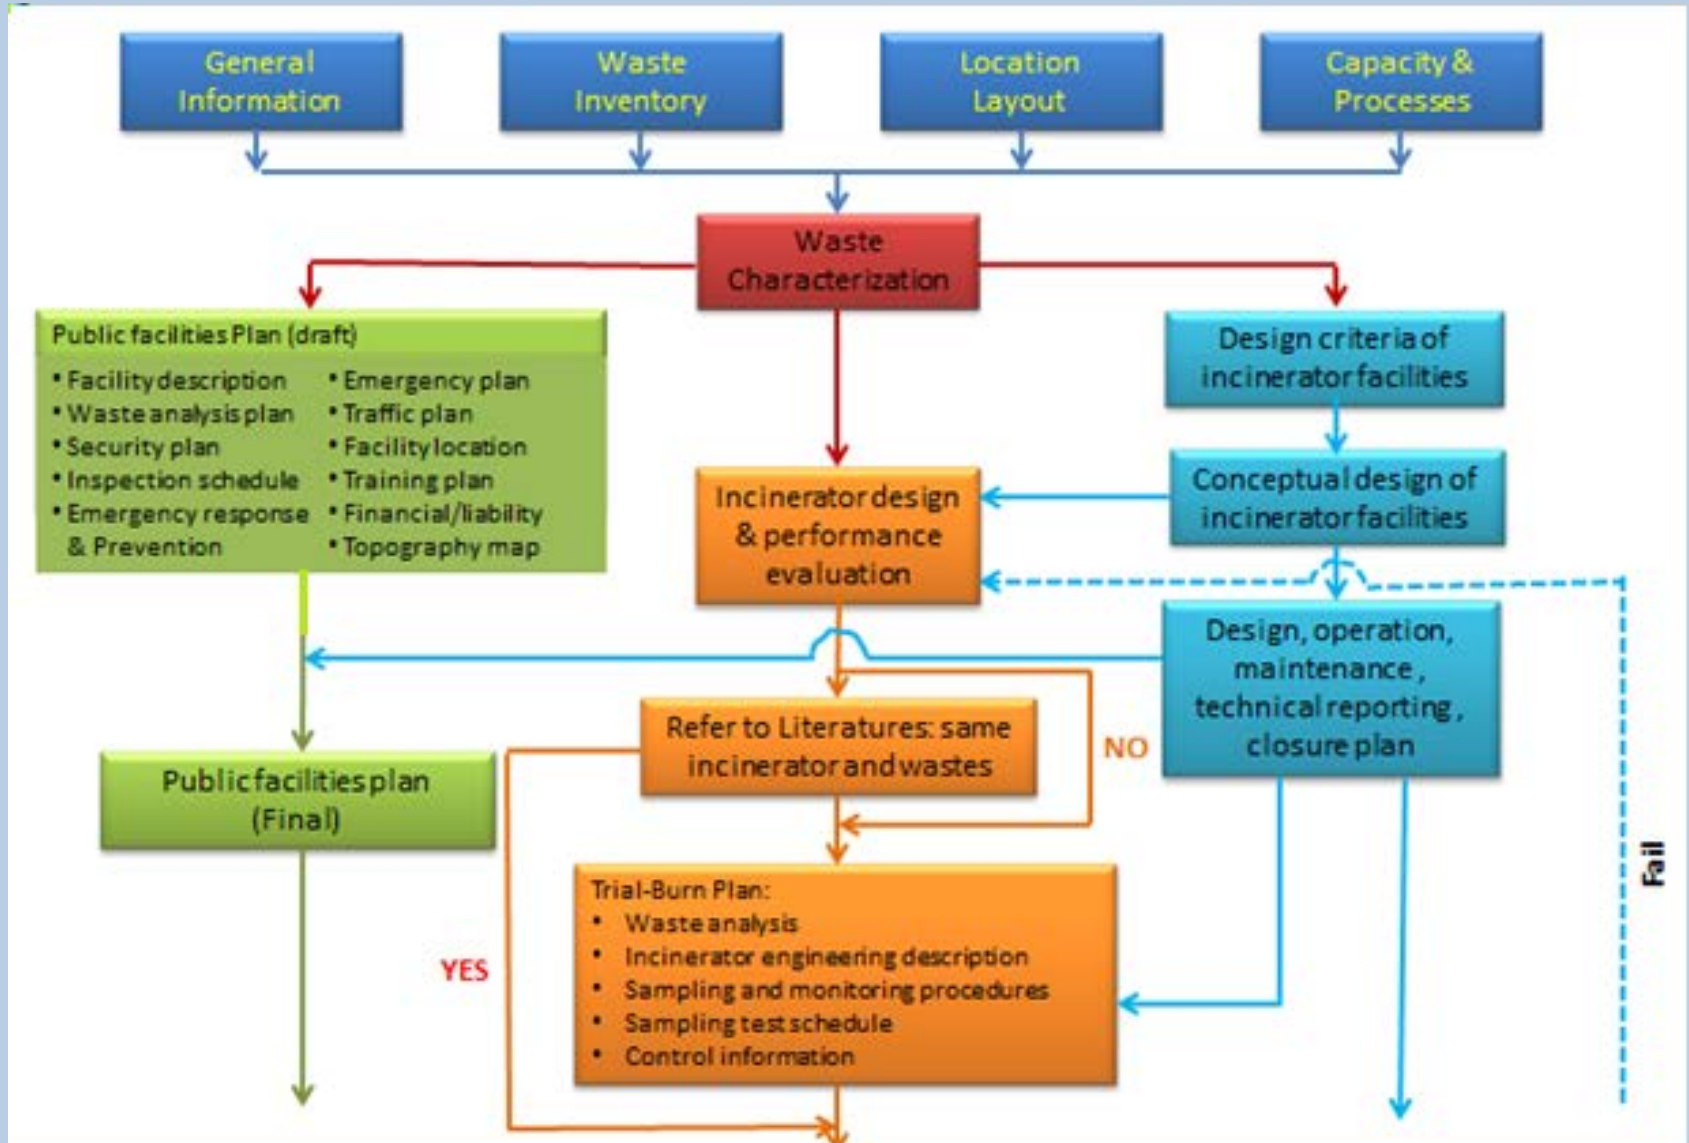 General
Information
Waste
Inventory
Location
Layout
Capacity &
Processes
Waste
Characterization
Public facilities Plan (draft)
• Facility description
• Waste analysis plan
• Security plan
• Inspection schedule
• Emergency response
& Prevention
• Emergency plan
• Traffic plan
• Facility location
• Training plan
• Financial/liability
• Topography map
Design criteria of
incinerator facilities
Incinerator design
& performance
evaluation
Conceptual design of
incinerator facilities
Design, operation,
maintenance,
technical reporting,
closure plan
Refer to Literatures: same
incinerator and wastes
NO
Public facilities plan
(Final)
Fail
YES
Trial-Burn Plan:
• Waste analysis
• Incinerator engineering description
• Sampling and monitoring procedures
• Sampling test schedule
• Control information